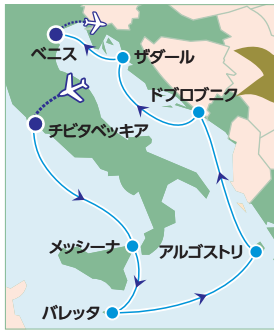 ベニス
ザダール
ドブロブニク
チビタベッキア
メッシーナ
アルゴストリ
バレッタ